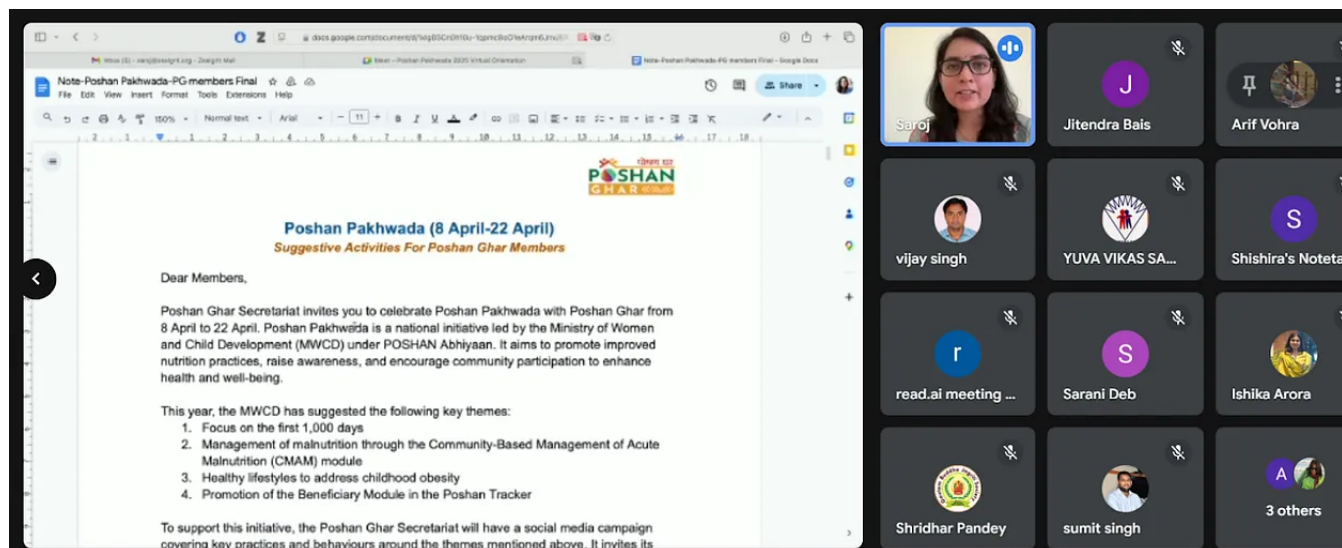 Note-Poshan Pakhwada-PG members Final
File Edit View Insert Format Tools Extensions Help
Share
150% Normal text Arial 11
पोषण घर
POSHAN
GHAR
Poshan Pakhwada (8 April-22 April)
Suggestive Activities For Poshan Ghar Members
Dear Members,
Poshan Ghar Secretariat invites you to celebrate Poshan Pakhwada with Poshan Ghar from
8 April to 22 April. Poshan Pakhwada is a national initiative led by the Ministry of Women
and Child Development (MWCD) under POSHAN Abhiyaan. It aims to promote improved
nutrition practices, raise awareness, and encourage community participation to enhance
health and well-being.
This year, the MWCD has suggested the following key themes:
1. Focus on the first 1,000 days
2. Management of malnutrition through the Community-Based Management of Acute
Malnutrition (CMAM) module
3. Healthy lifestyles to address childhood obesity
4. Promotion of the Beneficiary Module in the Poshan Tracker
To support this initiative, the Poshan Ghar Secretariat will have a social media campaign
covering key practices and behaviours around the themes mentioned above. It invites its
Saroj
J
Jitendra Bais
Arif Vohra
vijay singh
YUVA VIKAS SA...
S
Shishira's Noteta
r
read.ai meeting ...
S
Sarani Deb
Ishika Arora
Shridhar Pandey
sumit singh
A
3 others